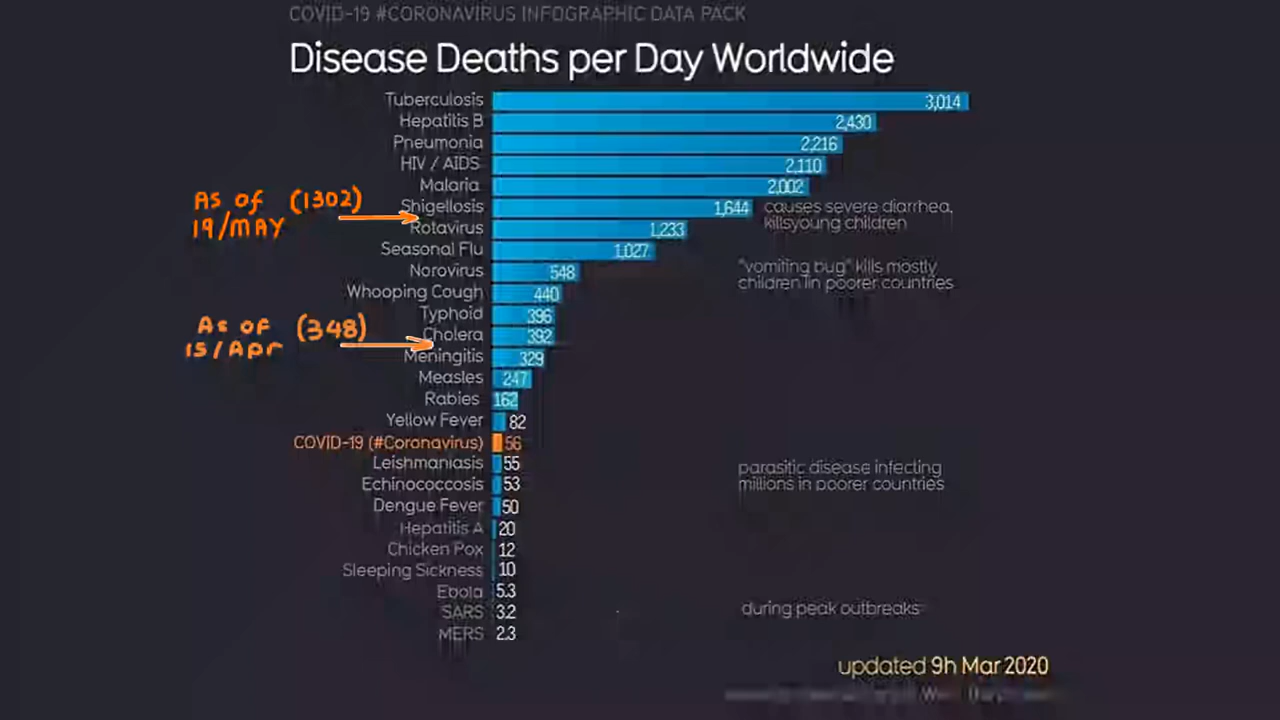 COVID-19 #CORONAVIRUS INFOGRAPHIC DATA PACK
Disease Deaths per Day Worldwide
Tuberculosis 3,014
Hepatitis B 2,430
Pneumonia 2,216
HIV / AIDS 2,110
Malaria 2,002
As of (1302)
19/MAY
Shigellosis 1,644 causes severe diarrhea,
killsyoung children
Rotavirus 1,233
Seasonal Flu 1,027
Norovirus 548 "vomiting bug" kills mostly
children in poorer countries
Whooping Cough 440
Typhoid 396
As of (348)
15/Apr
Cholera 392
Meningitis 329
Measles 247
Rabies 162
Yellow Fever 82
COVID-19 (#Coronavirus) 56
Leishmaniasis 55 parasitic disease infecting
millions in poorer countries
Echinococcosis 53
Dengue Fever 50
Hepatitis A 20
Chicken Pox 12
Sleeping Sickness 10
Ebola 5.3
SARS 3.2 during peak outbreaks
MERS 2.3
updated 9h Mar 2020